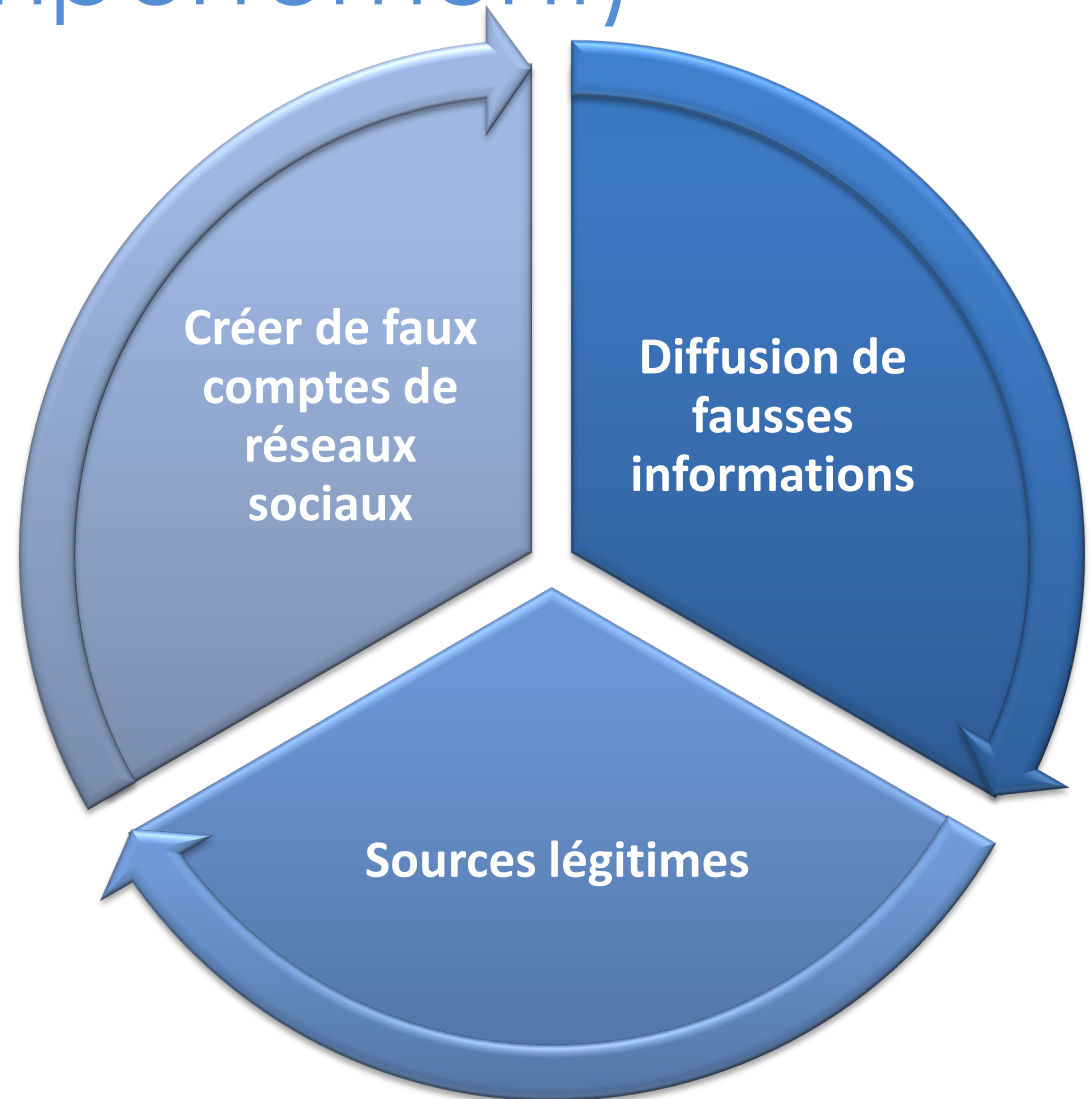 Créer de faux
comptes de
réseaux
sociaux
Diffusion de
fausses
informations
Sources légitimes